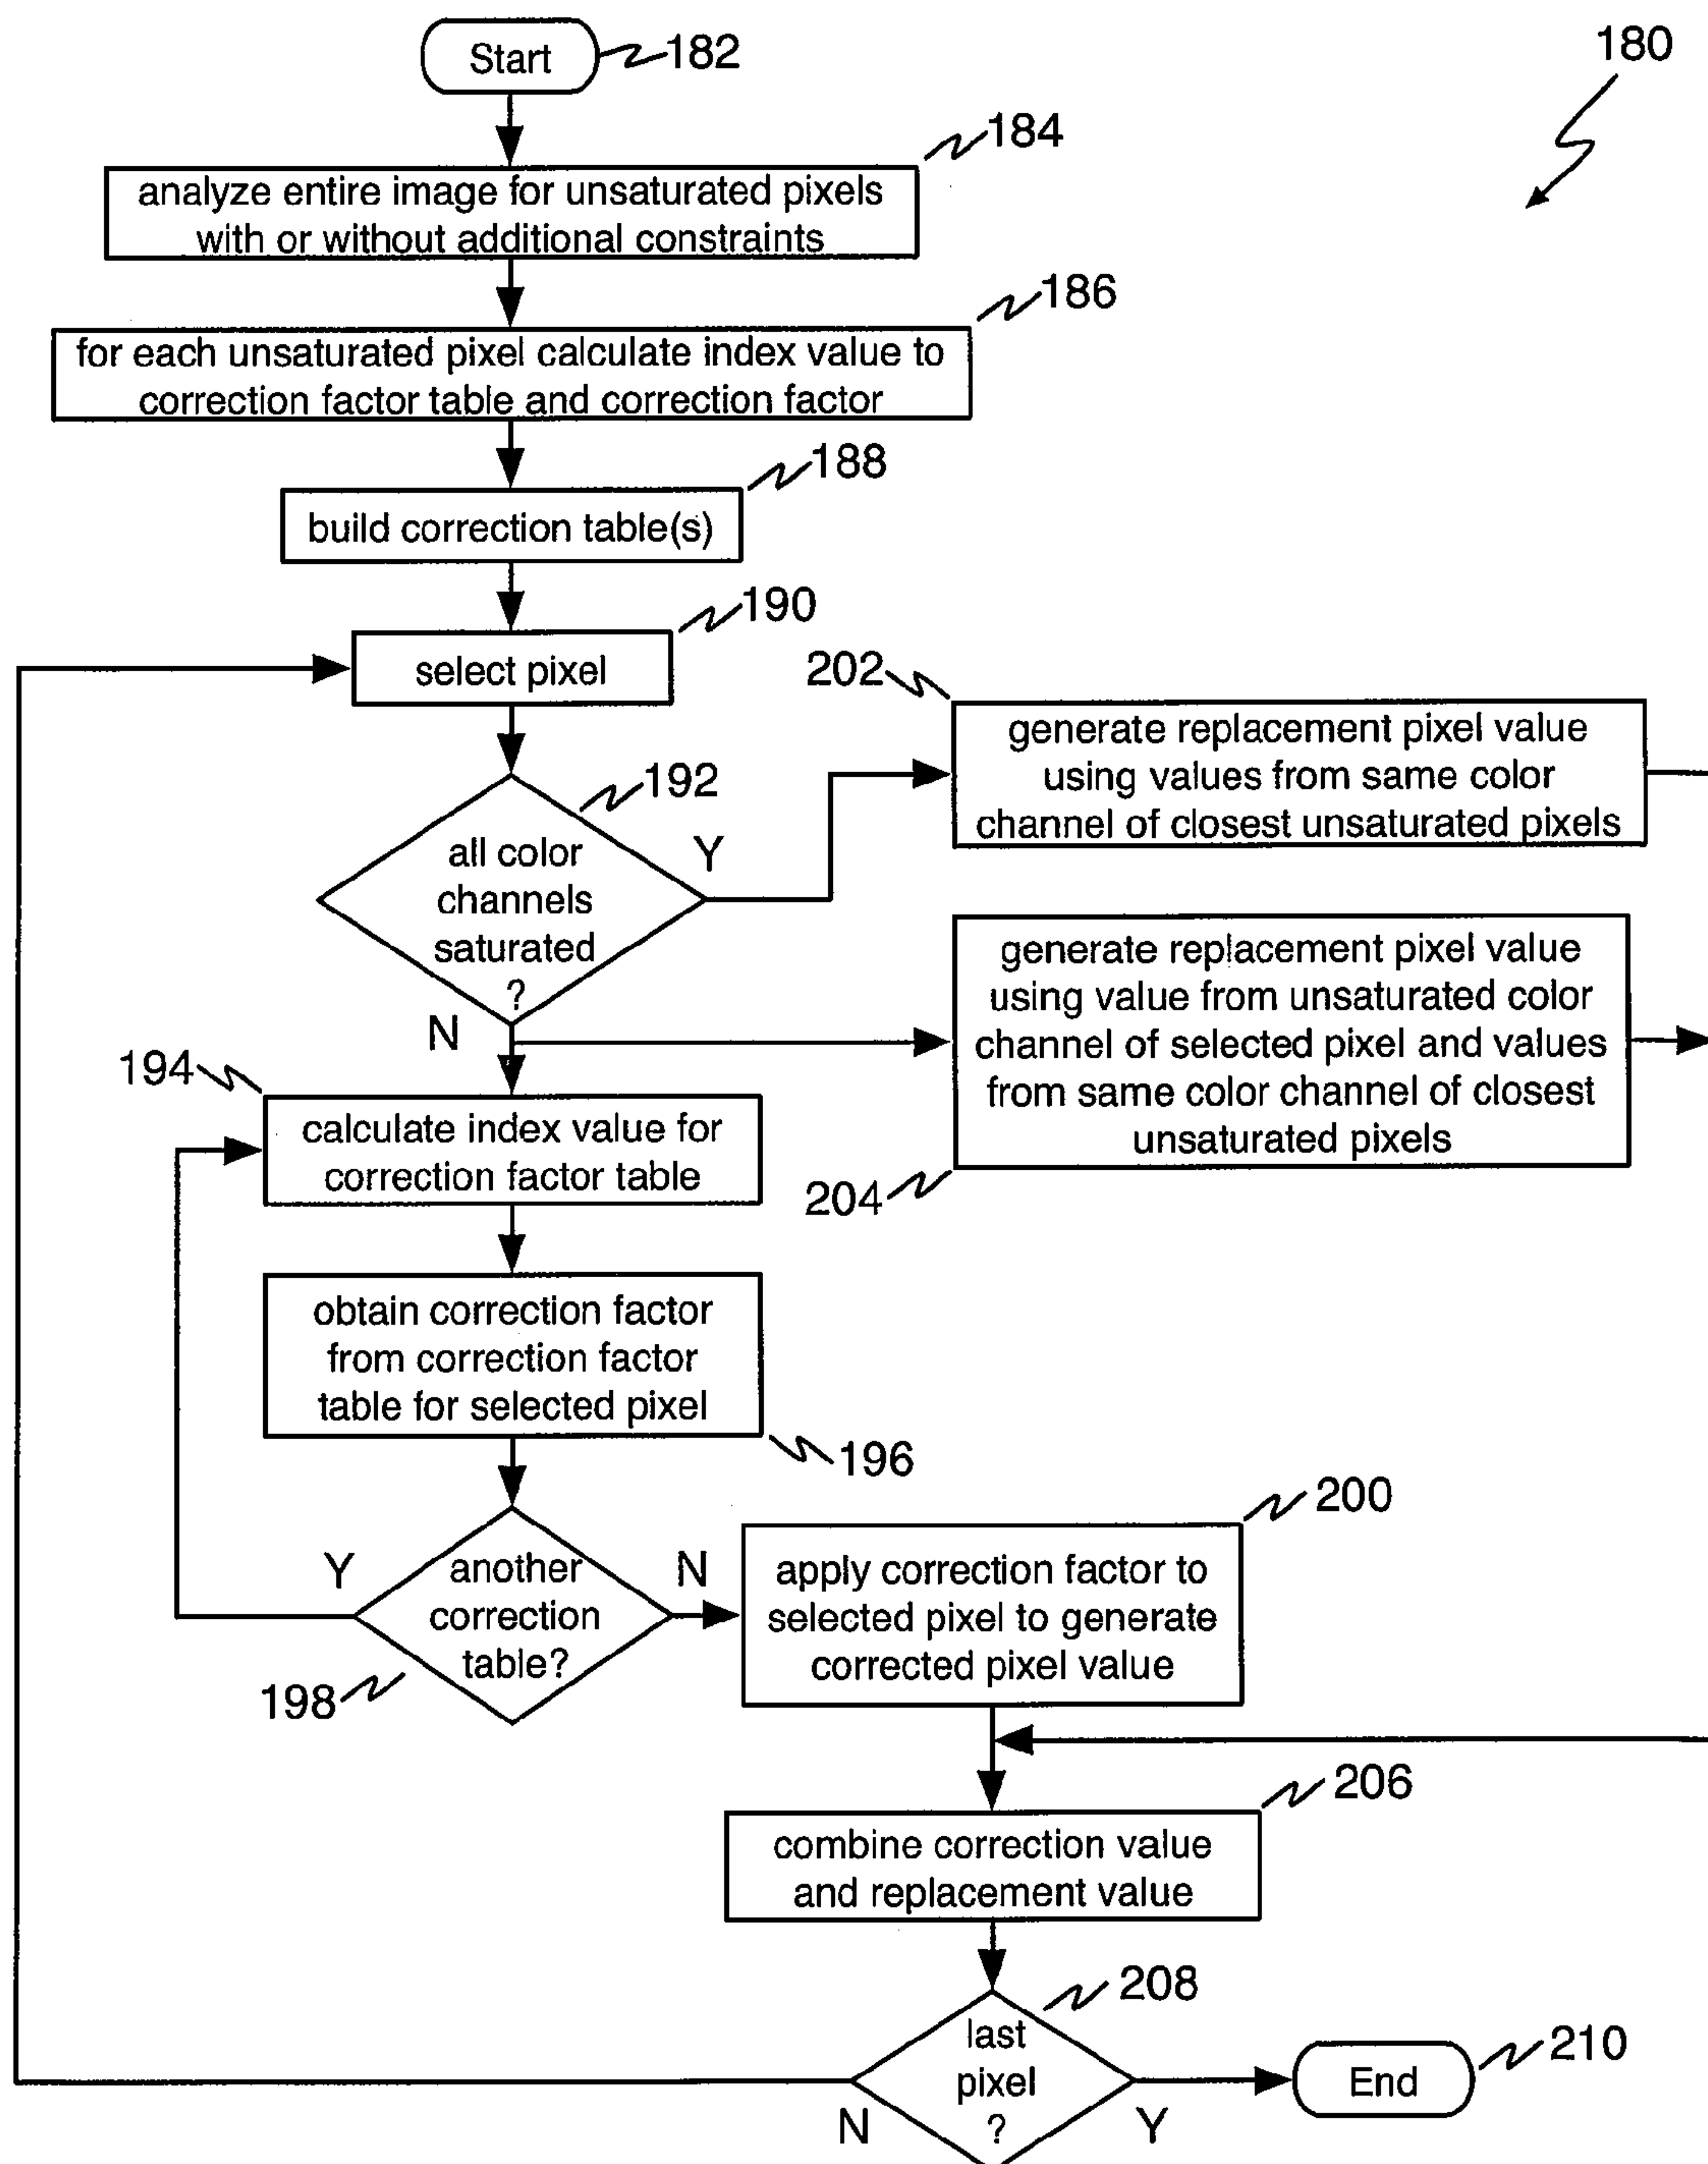 180
Start
182
184
analyze entire image for unsaturated pixels
with or without additional constraints
186
for each unsaturated pixel calculate index value to
correction factor table and correction factor
188
build correction table(s)
190
select pixel
192
all color
channels
saturated
?
Y
N
202
generate replacement pixel value
using values from same color
channel of closest unsaturated pixels
generate replacement pixel value
using value from unsaturated color
channel of selected pixel and values
from same color channel of closest
unsaturated pixels
204
194
calculate index value for
correction factor table
obtain correction factor
from correction factor
table for selected pixel
196
another
correction
table?
Y
N
198
200
apply correction factor to
selected pixel to generate
corrected pixel value
206
combine correction value
and replacement value
208
last
pixel
?
N
Y
End
210